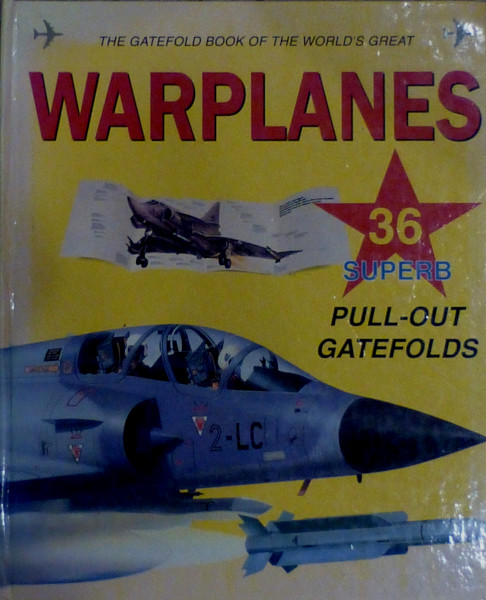 THE GATEFOLD BOOK OF THE WORLD'S GREAT
WARPLANES
36
SUPERB
PULL-OUT
GATEFOLDS
2-LC